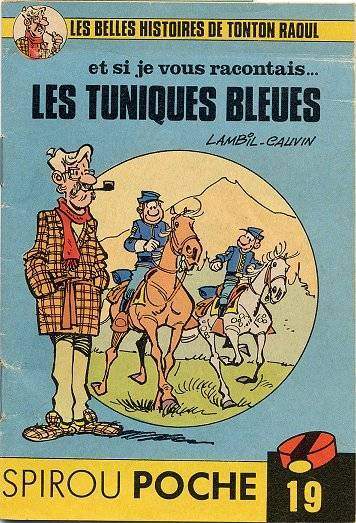 LES BELLES HISTOIRES DE TONTON RAOUL
et si je vous racontais...
LES TUNIQUES BLEUES
LAMBIL-CAUVIN
SPIROU POCHE
19